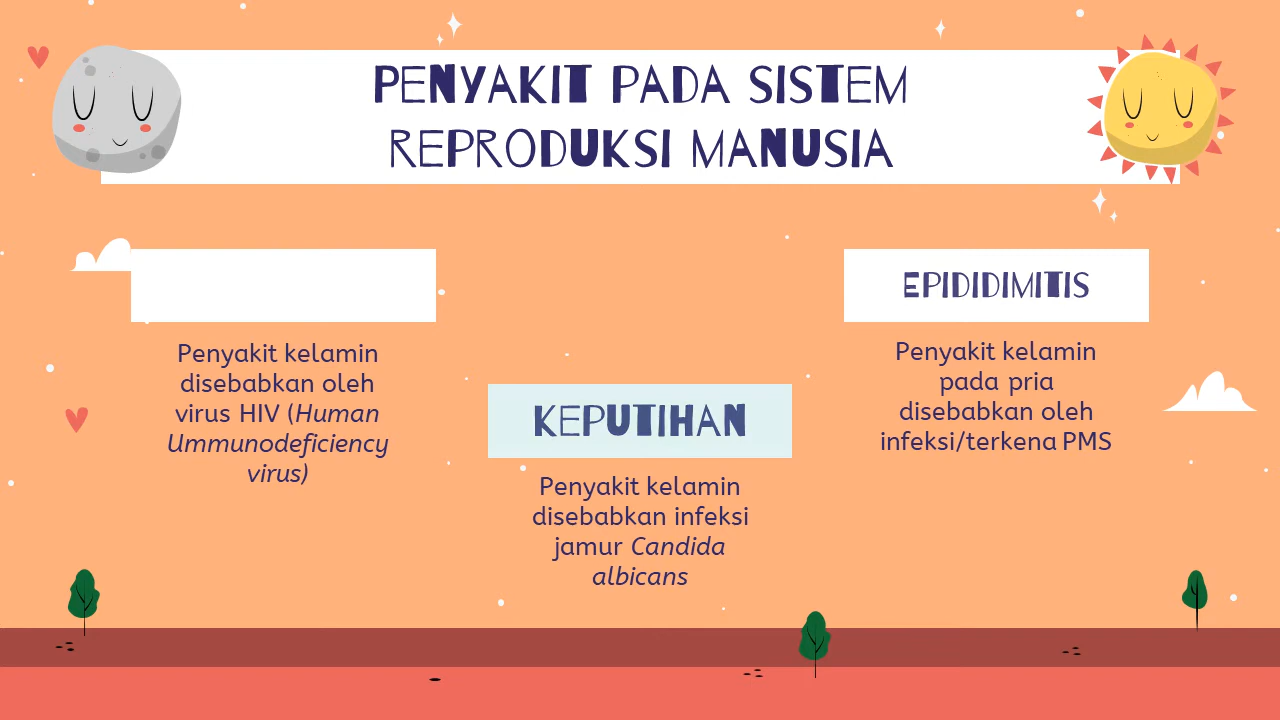 PENYAKIT PADA SISTEM
REPRODUKSI MANUSIA
Penyakit kelamin
disebabkan oleh
virus HIV (Human
Ummunodeficiency
virus)
KEPUTIHAN
Penyakit kelamin
disebabkan infeksi
jamur Candida
albicans
EPIDIDIMITIS
Penyakit kelamin
pada pria
disebabkan oleh
infeksi/terkena PMS